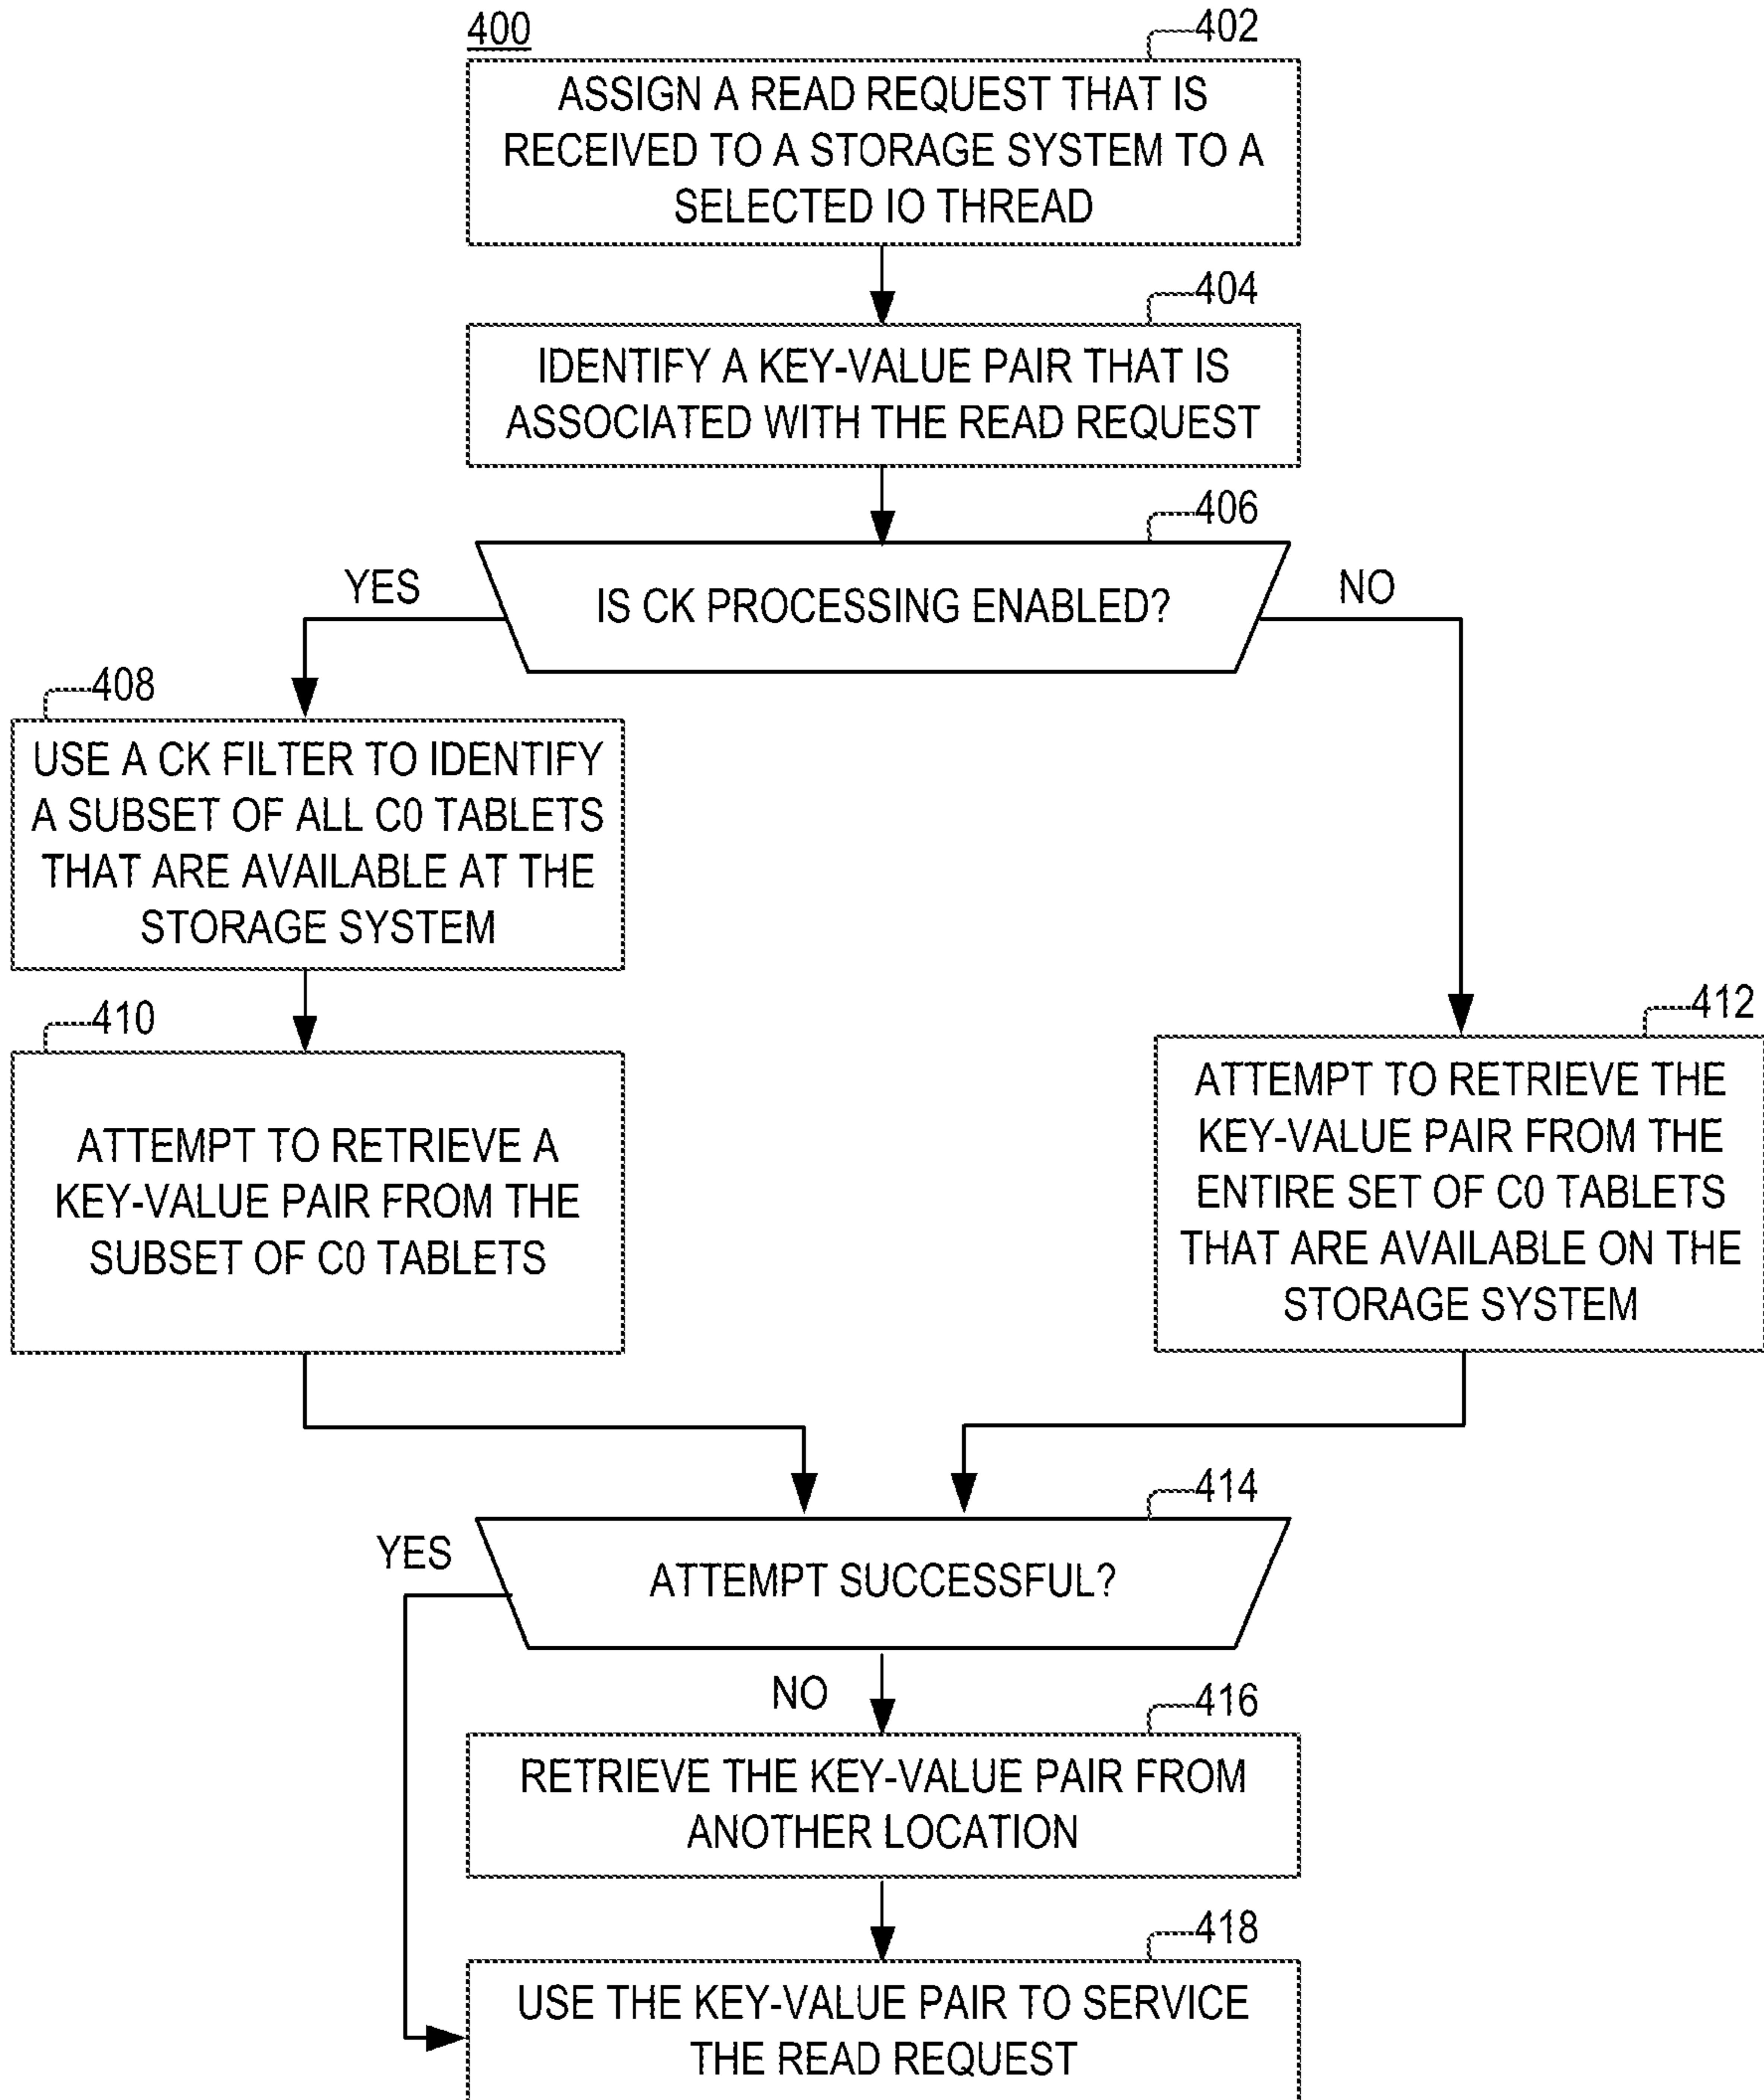 400
402
ASSIGN A READ REQUEST THAT IS
RECEIVED TO A STORAGE SYSTEM TO A
SELECTED IO THREAD
404
IDENTIFY A KEY-VALUE PAIR THAT IS
ASSOCIATED WITH THE READ REQUEST
406
IS CK PROCESSING ENABLED?
YES
NO
408
USE A CK FILTER TO IDENTIFY
A SUBSET OF ALL C0 TABLETS
THAT ARE AVAILABLE AT THE
STORAGE SYSTEM
410
ATTEMPT TO RETRIEVE A
KEY-VALUE PAIR FROM THE
SUBSET OF C0 TABLETS
412
ATTEMPT TO RETRIEVE THE
KEY-VALUE PAIR FROM THE
ENTIRE SET OF C0 TABLETS
THAT ARE AVAILABLE ON THE
STORAGE SYSTEM
414
ATTEMPT SUCCESSFUL?
YES
NO
416
RETRIEVE THE KEY-VALUE PAIR FROM
ANOTHER LOCATION
418
USE THE KEY-VALUE PAIR TO SERVICE
THE READ REQUEST